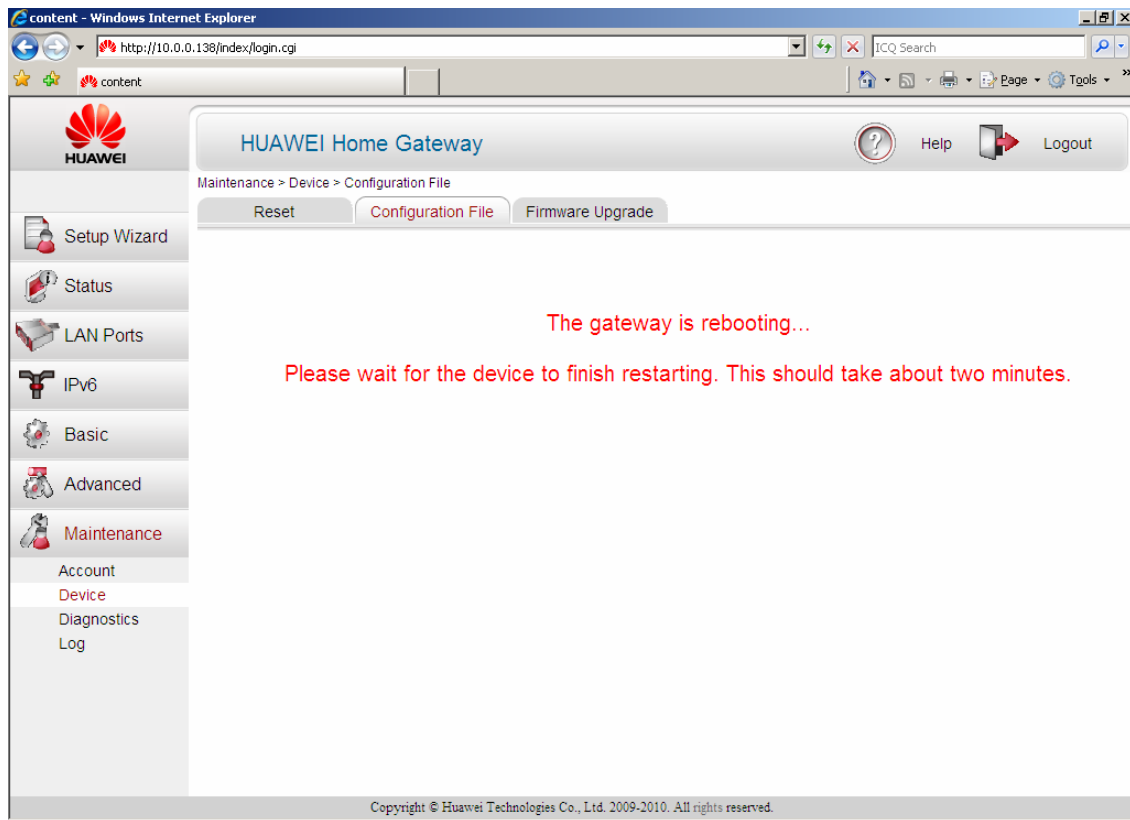 content - Windows Internet Explorer
http://10.0.0.138/index/login.cgi
ICQ Search
content
Page
Tools
»
HUAWEI
HUAWEI Home Gateway
?
Help
Logout
Maintenance > Device > Configuration File
Reset
Configuration File
Firmware Upgrade
Setup Wizard
Status
LAN Ports
IPv6
Basic
Advanced
Maintenance
Account
Device
Diagnostics
Log
The gateway is rebooting...
Please wait for the device to finish restarting. This should take about two minutes.
Copyright © Huawei Technologies Co., Ltd. 2009-2010. All rights reserved.